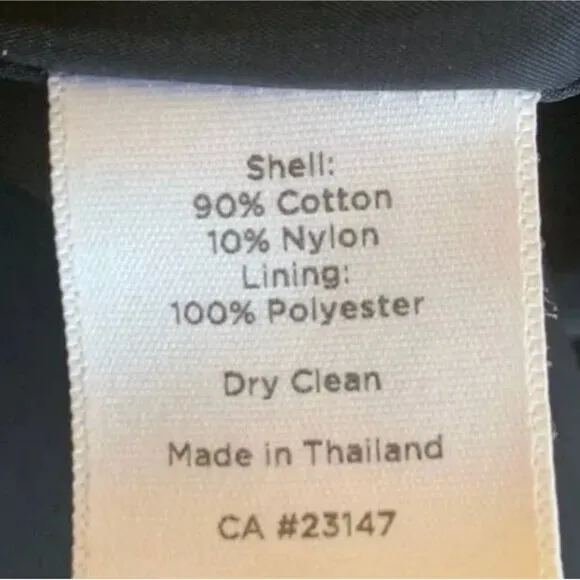 Shell:
90% Cotton
10% Nylon
Lining:
100% Polyester
Dry Clean
Made in Thailand
CA #23147